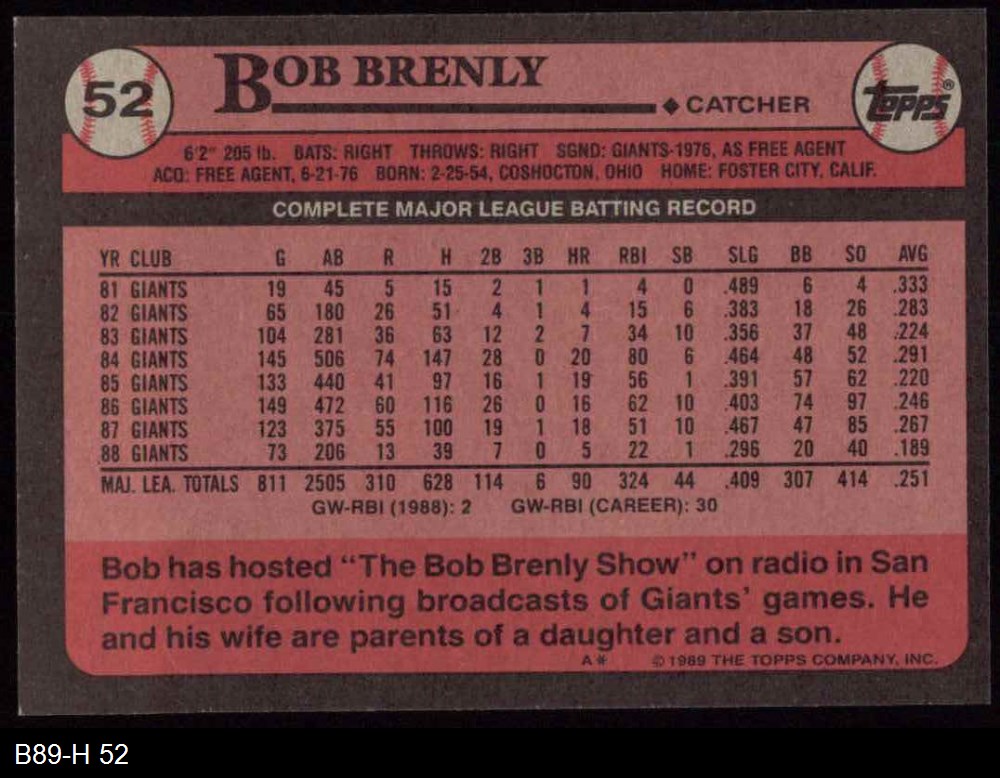 52
BOB BRENLY
◆ CATCHER
TOPPS®
6'2" 205 lb. BATS: RIGHT THROWS: RIGHT SGND: GIANTS-1976, AS FREE AGENT
ACQ: FREE AGENT, 6-21-76 BORN: 2-25-54, COSHOCTON, OHIO HOME: FOSTER CITY, CALIF.
COMPLETE MAJOR LEAGUE BATTING RECORD
YR CLUB G AB R H 2B 3B HR RBI SB SLG BB SO AVG
81 GIANTS 19 45 5 15 2 1 1 4 0 .489 6 4 .333
82 GIANTS 65 180 26 51 4 1 4 15 6 .383 18 26 .283
83 GIANTS 104 281 36 63 12 2 7 34 10 .356 37 48 .224
84 GIANTS 145 506 74 147 28 0 20 80 6 .464 48 52 .291
85 GIANTS 133 440 41 97 16 1 19 56 1 .391 57 62 .220
86 GIANTS 149 472 60 116 26 0 16 62 10 .403 74 97 .246
87 GIANTS 123 375 55 100 19 1 18 51 10 .467 47 85 .267
88 GIANTS 73 206 13 39 7 0 5 22 1 .296 20 40 .189
MAJ. LEA. TOTALS 811 2505 310 628 114 6 90 324 44 .409 307 414 .251
GW-RBI (1988): 2 GW-RBI (CAREER): 30
Bob has hosted "The Bob Brenly Show" on radio in San
Francisco following broadcasts of Giants' games. He
and his wife are parents of a daughter and a son.
A* © 1989 THE TOPPS COMPANY, INC.
B89-H 52